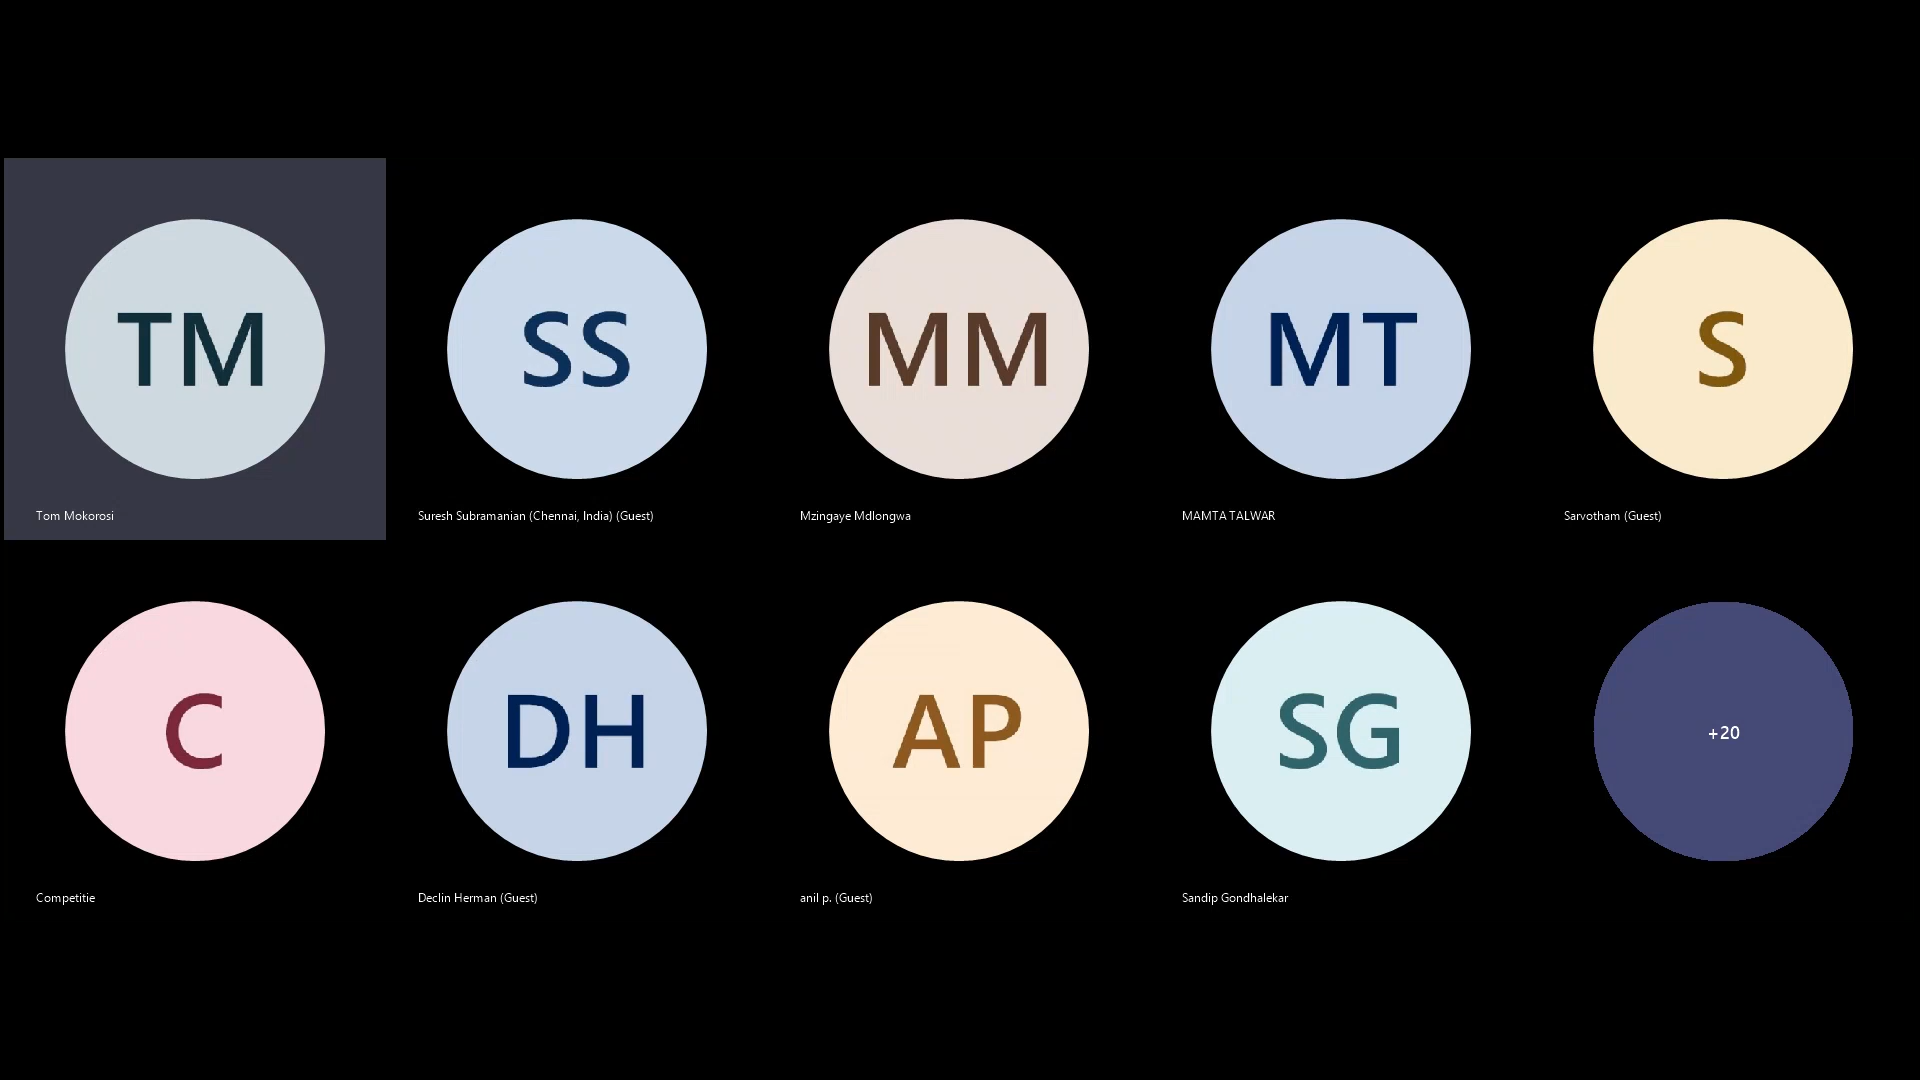 TM
SS
MM
MT
S
Tom Mokorosi
Suresh Subramanian (Chennai, India) (Guest)
Mzingaye Mdlongwa
MAMTA TALWAR
Sarvotham (Guest)
C
DH
AP
SG
+20
Competitie
Declin Herman (Guest)
anil p. (Guest)
Sandip Gondhalekar